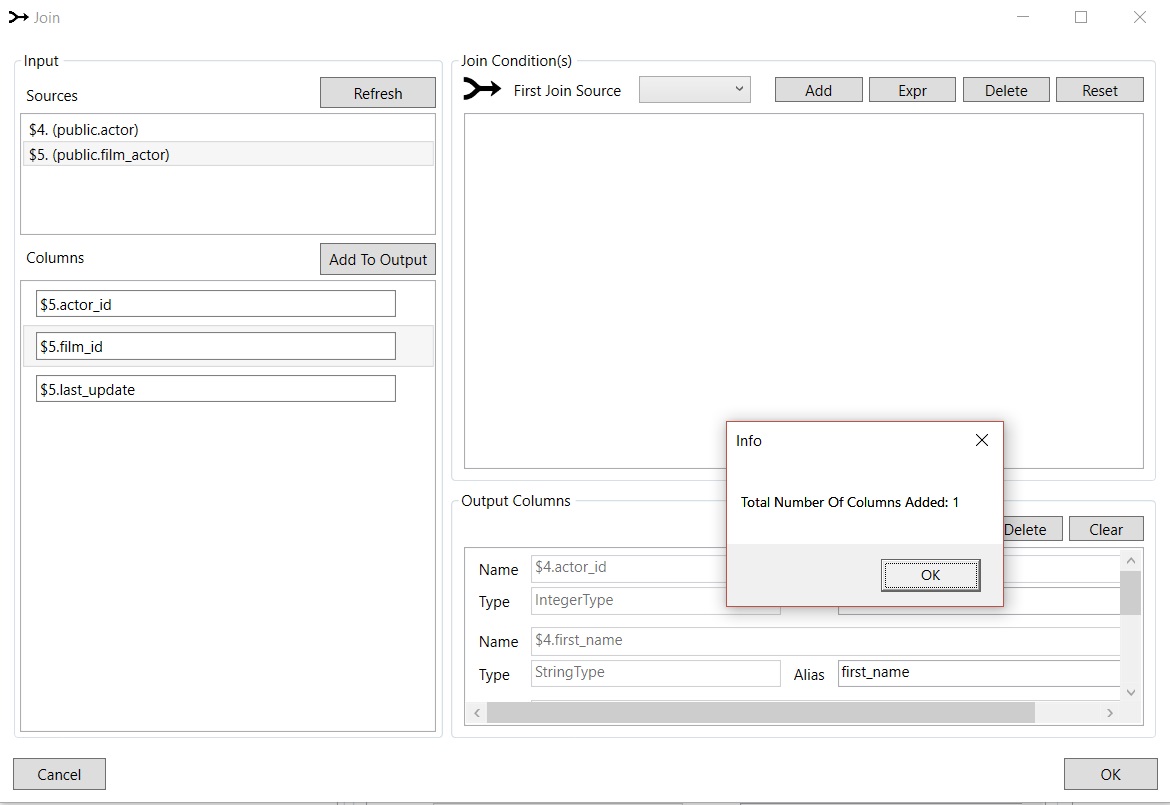 Join
Input
Sources
Refresh
$4. (public.actor)
$5. (public.film_actor)
Columns
Add To Output
$5.actor_id
$5.film_id
$5.last_update
Join Condition(s)
First Join Source
Add
Expr
Delete
Reset
Info
Total Number Of Columns Added: 1
OK
Output Columns
Delete
Clear
Name $4.actor_id
Type IntegerType
Name $4.first_name
Type StringType Alias first_name
Cancel
OK